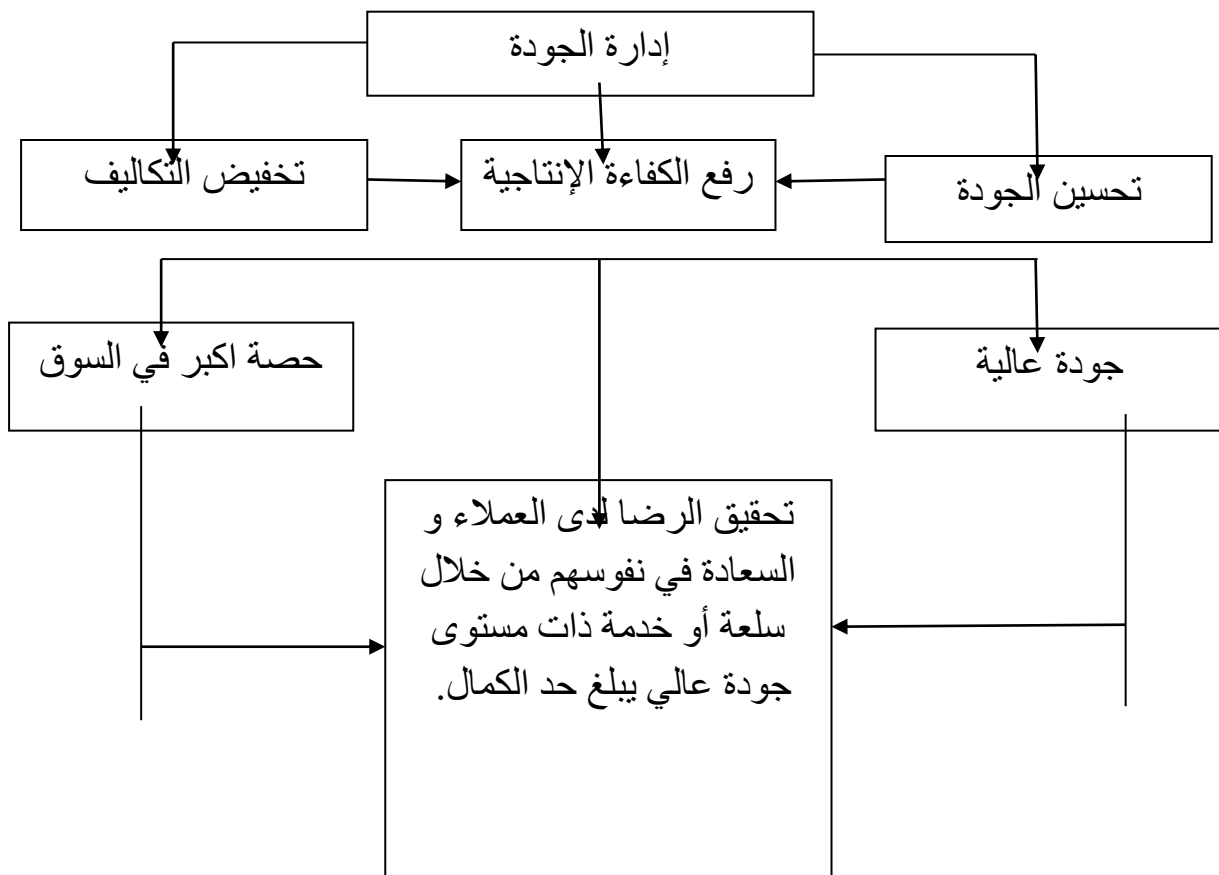 إدارة الجودة
تحسين الجودة
رفع الكفاءة الإنتاجية
تخفيض التكاليف
جودة عالية
حصة اكبر في السوق
تحقيق الرضا لدى العملاء و
السعادة في نفوسهم من خلال
سلعة أو خدمة ذات مستوى
جودة عالي يبلغ حد الكمال.